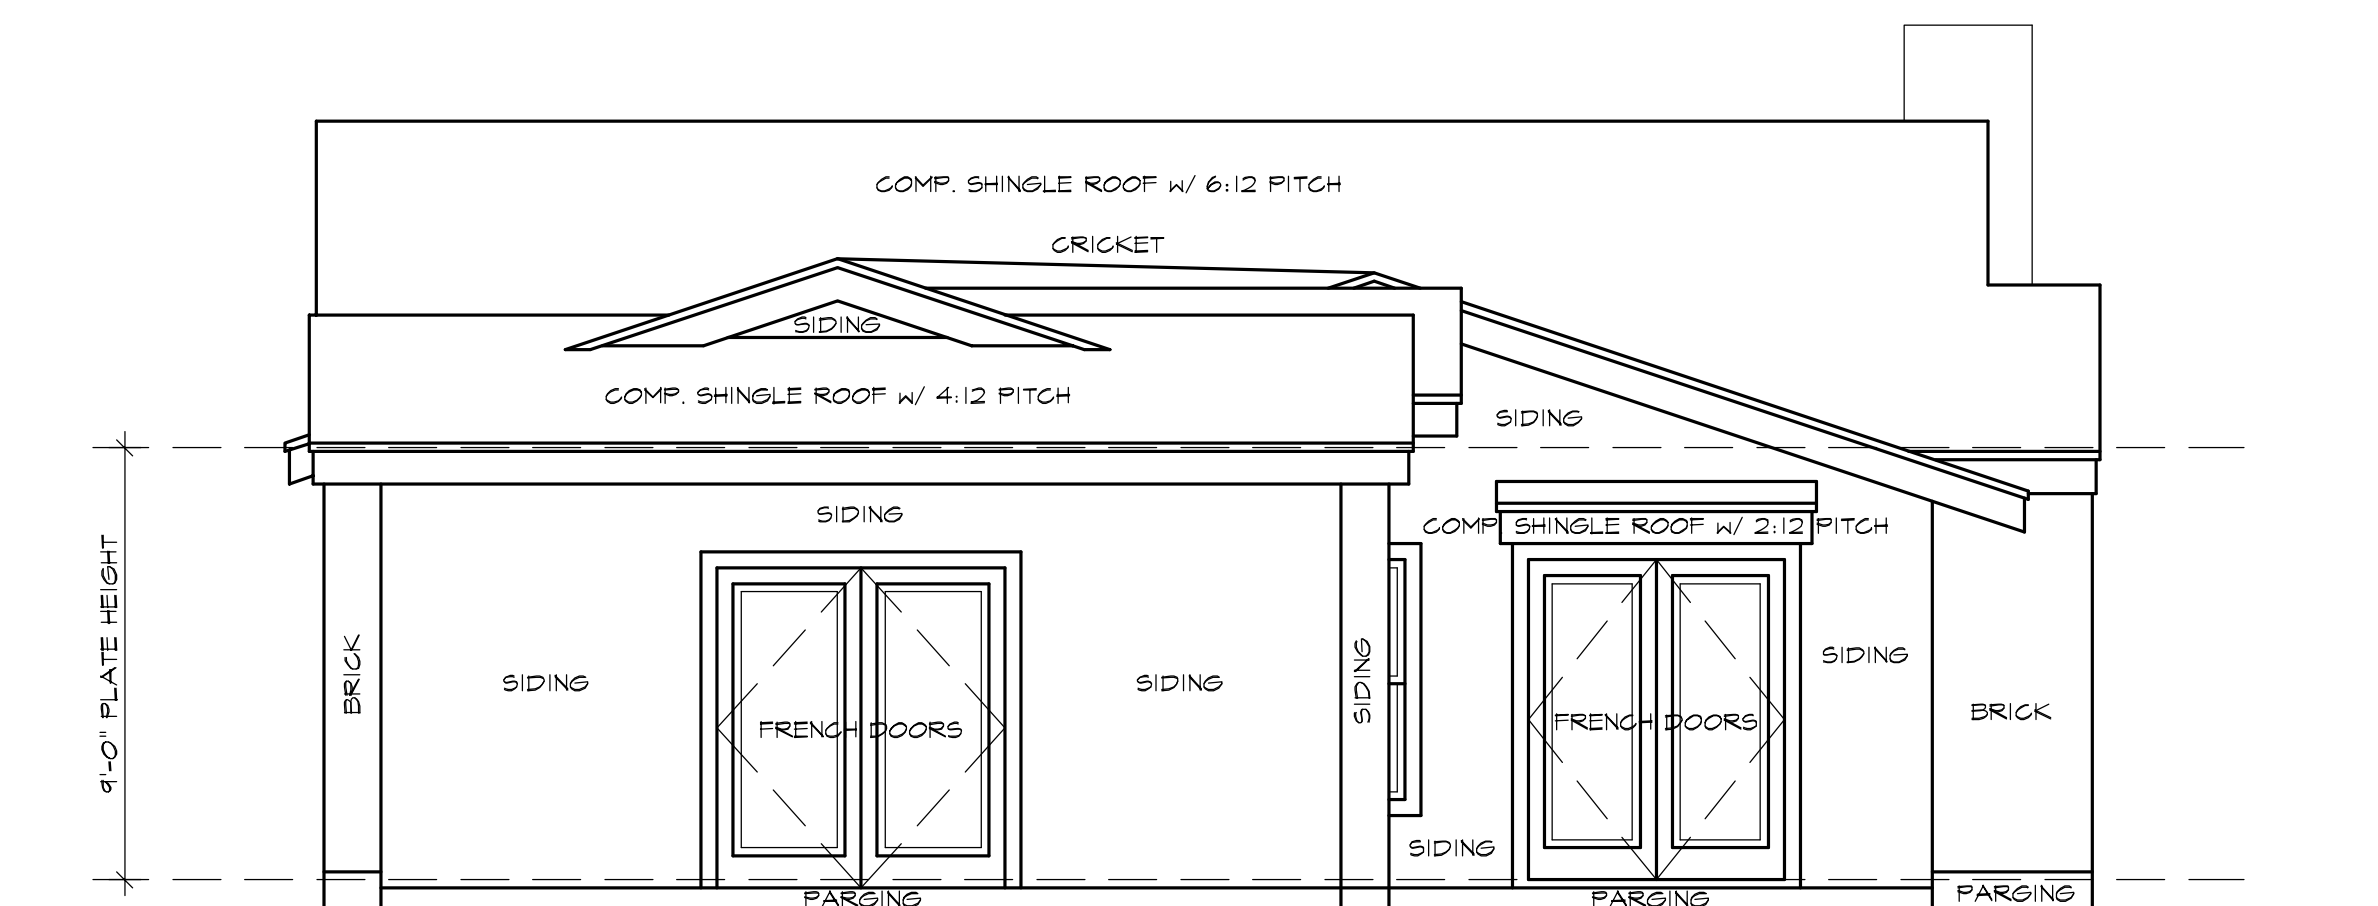 COMP. SHINGLE ROOF w/ 6:12 PITCH
CRICKET
SIDING
COMP. SHINGLE ROOF w/ 4:12 PITCH
SIDING
SIDING
COMP. SHINGLE ROOF w/ 2:12 PITCH
9'-0" PLATE HEIGHT
BRICK
SIDING
SIDING
SIDING
SIDING
BRICK
FRENCH DOORS
FRENCH DOORS
SIDING
PARGING
PARGING
PARGING